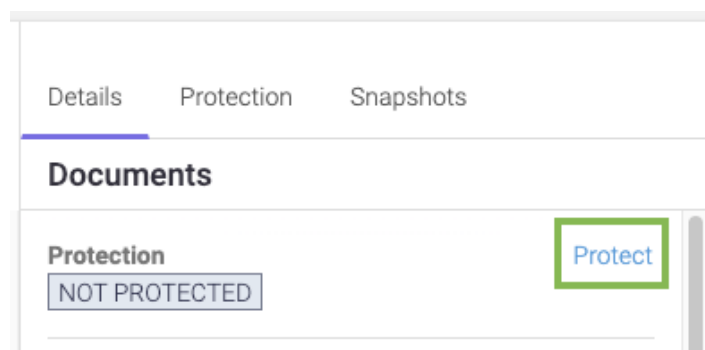 Details Protection Snapshots
Documents
Protection Protect
NOT PROTECTED